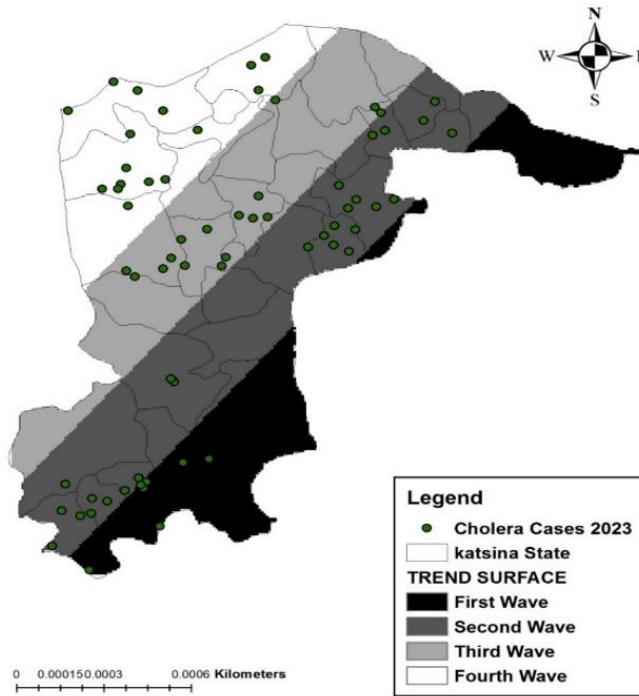 N
W
E
S
Legend
Cholera Cases 2023
katsina State
TREND SURFACE
First Wave
Second Wave
Third Wave
Fourth Wave
0 0.000150.0003 0.0006 Kilometers